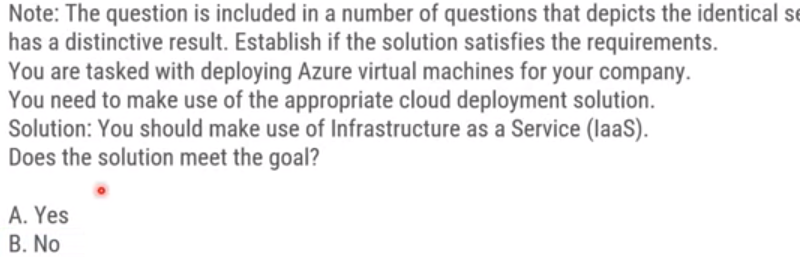 Note: The question is included in a number of questions that depicts the identical
has a distinctive result. Establish if the solution satisfies the requirements.
You are tasked with deploying Azure virtual machines for your company.
You need to make use of the appropriate cloud deployment solution.
Solution: You should make use of Infrastructure as a Service (IaaS).
Does the solution meet the goal?
A. Yes
B. No